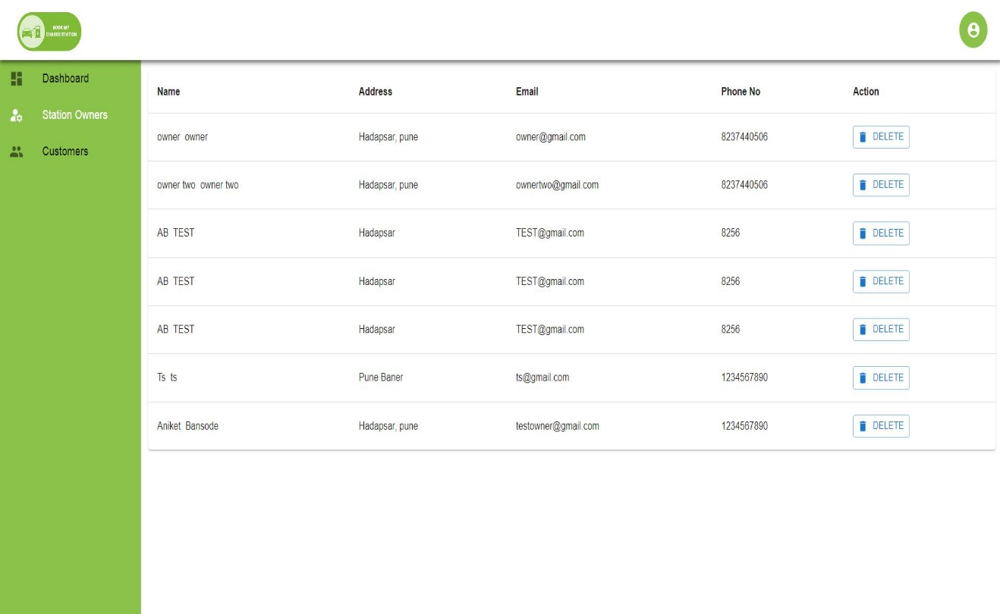 BOOK MY
CHARGE STATION
Dashboard
Station Owners
Customers
Name Address Email Phone No Action
owner owner Hadapsar, pune owner@gmail.com 8237440506 DELETE
owner two owner two Hadapsar, pune ownertwo@gmail.com 8237440506 DELETE
AB TEST Hadapsar TEST@gmail.com 8256 DELETE
AB TEST Hadapsar TEST@gmail.com 8256 DELETE
AB TEST Hadapsar TEST@gmail.com 8256 DELETE
Ts ts Pune Baner ts@gmail.com 1234567890 DELETE
Aniket Bansode Hadapsar, pune testowner@gmail.com 1234567890 DELETE